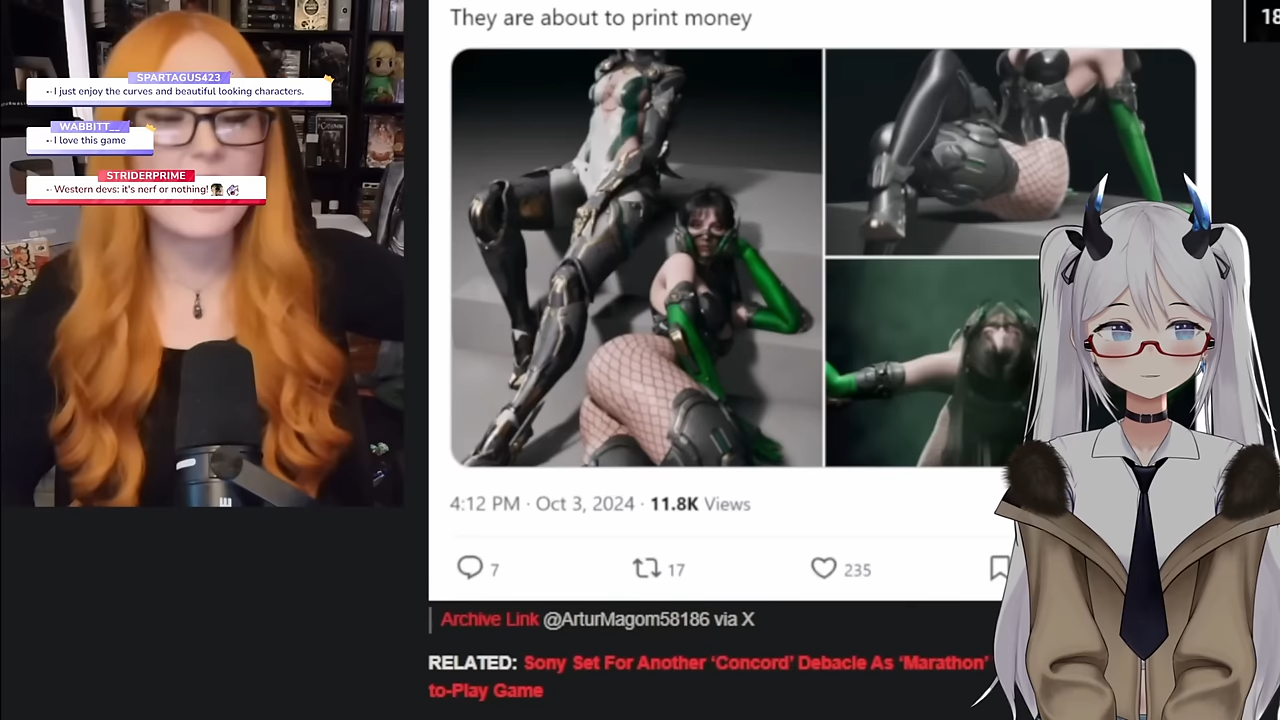 They are about to print money
18
SPARTAGUS423
I just enjoy the curves and beautiful looking characters.
WABBITT__
I love this game
STRIDERPRIME
Western devs: it's nerf or nothing!
4:12 PM · Oct 3, 2024 · 11.8K Views
7 17 235
Archive Link @ArturMagom58186 via X
RELATED: Sony Set For Another ‘Concord’ Debacle As ‘Marathon’
to-Play Game